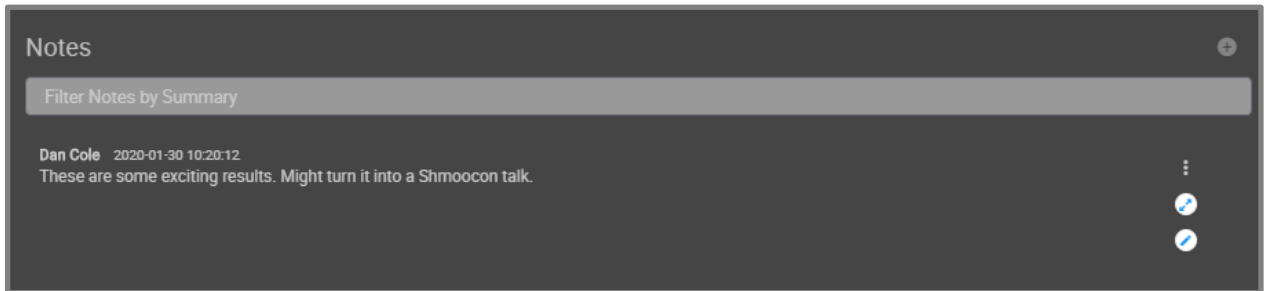 Notes
Filter Notes by Summary
Dan Cole 2020-01-30 10:20:12
These are some exciting results. Might turn it into a Shmoocon talk.